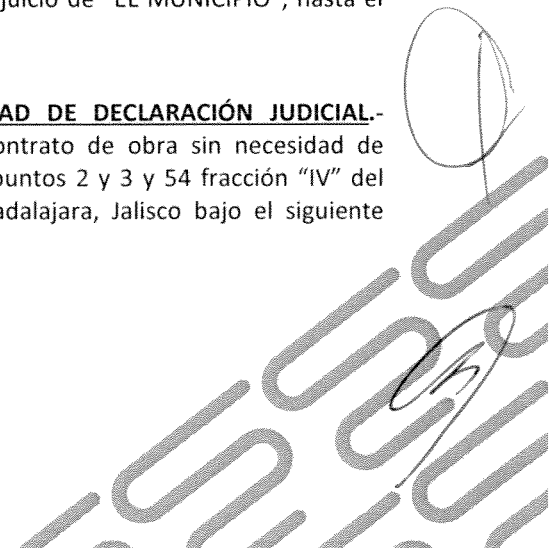 juicio de "EL MUNICIPIO", hasta el
AD DE DECLARACIÓN JUDICIAL.-
ontrato de obra sin necesidad de
puntos 2 y 3 y 54 fracción "IV" del
adalajara, Jalisco bajo el siguiente